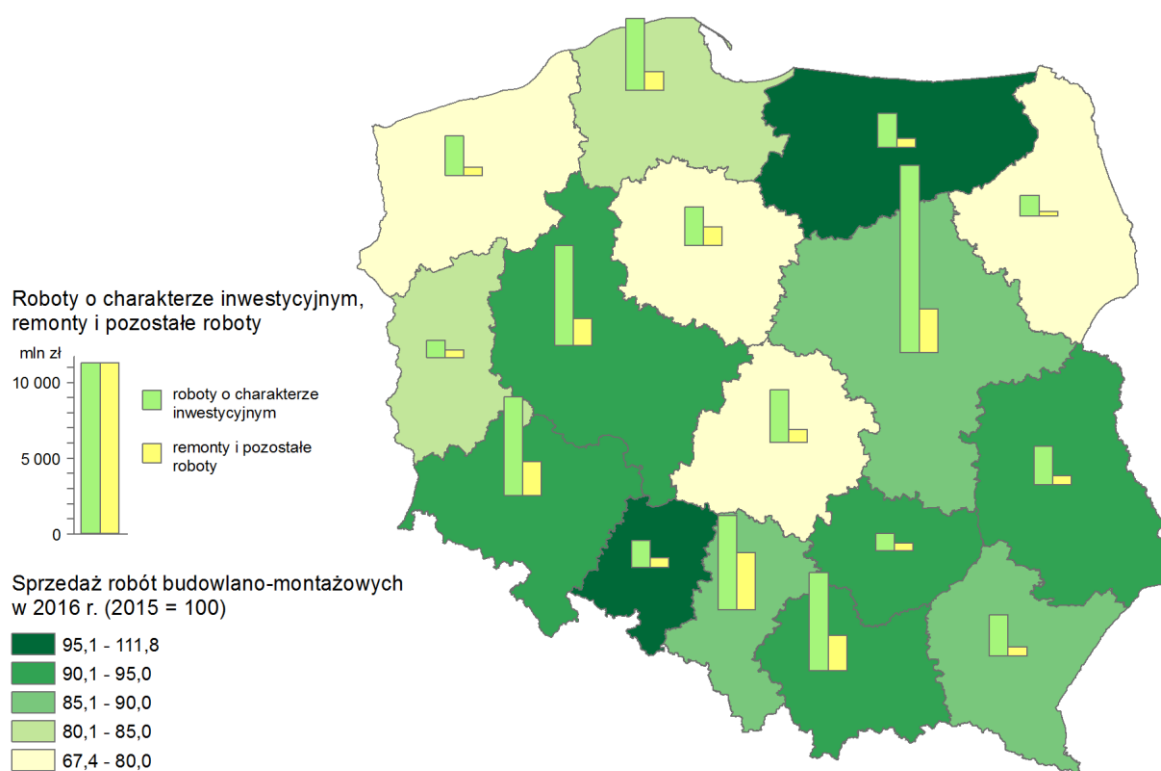 Roboty o charakterze inwestycyjnym,
remonty i pozostałe roboty
mln zł
10 000
5 000
0
roboty o charakterze
inwestycyjnym
remonty i pozostałe
roboty
Sprzedaż robót budowlano-montażowych
w 2016 r. (2015 = 100)
95,1 - 111,8
90,1 - 95,0
85,1 - 90,0
80,1 - 85,0
67,4 - 80,0